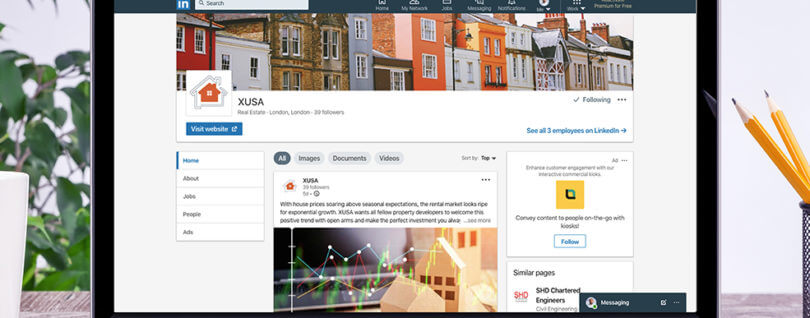 in
Search
Home
My Network
Jobs
Messaging
Notifications
Me
Work
Premium for Free
XUSA
Real Estate · London, London · 39 followers
Following
Visit website
See all 3 employees on LinkedIn →
Home
About
Jobs
People
Ads
All
Images
Documents
Videos
Sort by: Top
XUSA
39 followers
5d •
With house prices soaring above seasonal expectations, the rental market looks ripe
for exponential growth. XUSA wants all fellow property developers to welcome this
positive trend with open arms and make the perfect investment you alwa ...see more
Ad
Enhance customer engagement with our
interactive commercial kioks.
Convey content to people on-the-go with
kiosks!
Follow
Similar pages
SHD
SHD Chartered
Engineers
Civil Engineering
Messaging